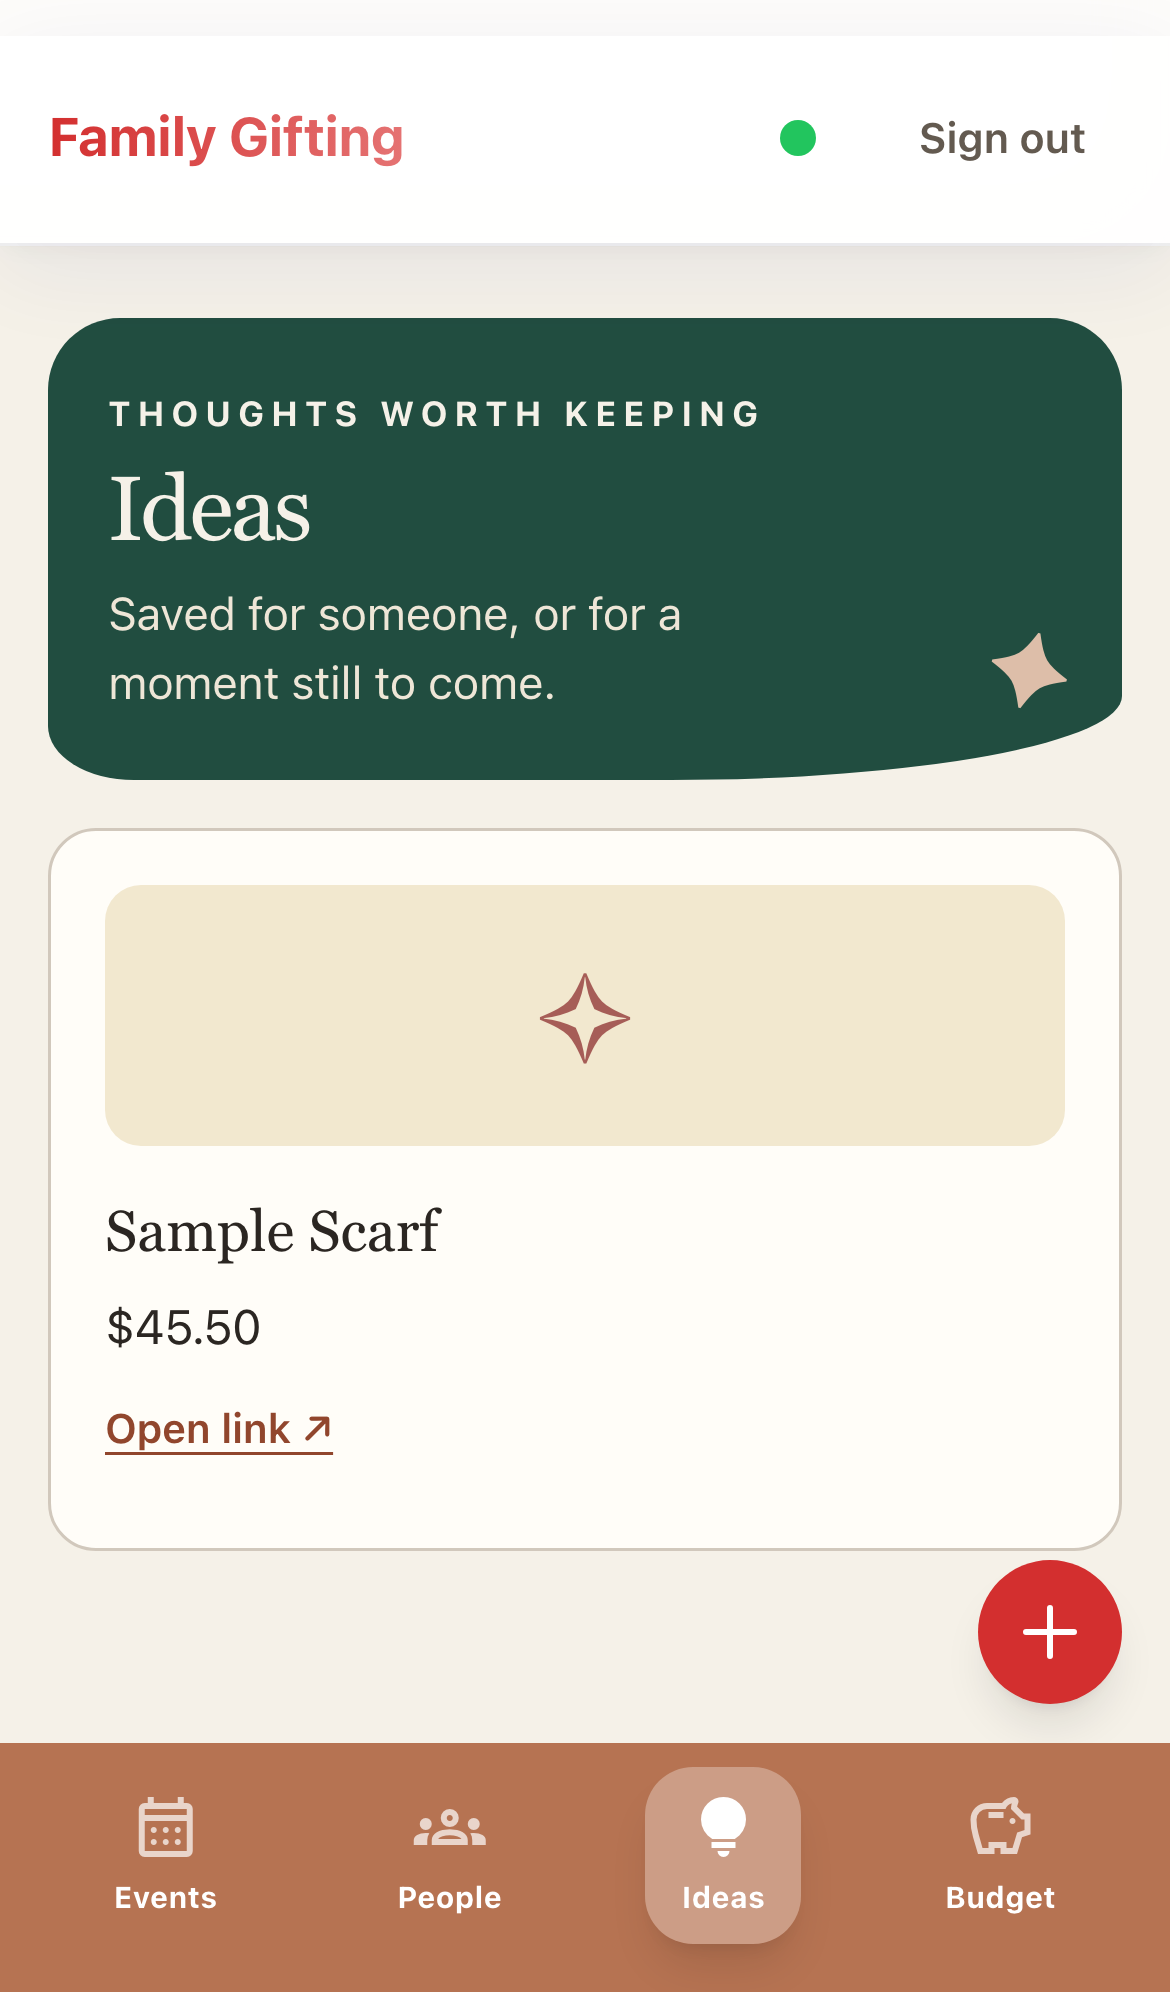 Family Gifting
Sign out
THOUGHTS WORTH KEEPING
Ideas
Saved for someone, or for a
moment still to come.
Sample Scarf
$45.50
Open link ↗
Events
People
Ideas
Budget